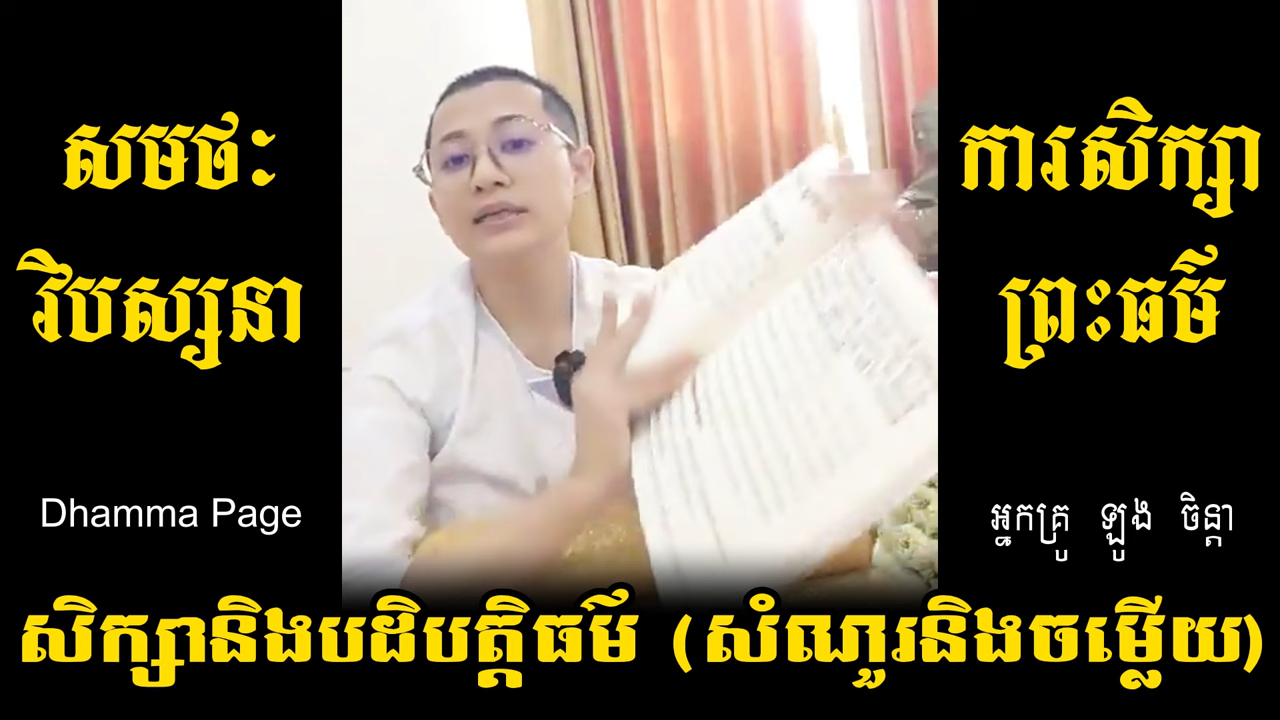 សមថៈ
វិបស្សនា
Dhamma Page
ការសិក្សា
ព្រះធម៌
អ្នកគ្រូ ឡុង ចិន្តា
សិក្សានិងបដិបត្តិធម៌ (សំណួរនិងចម្លើយ)